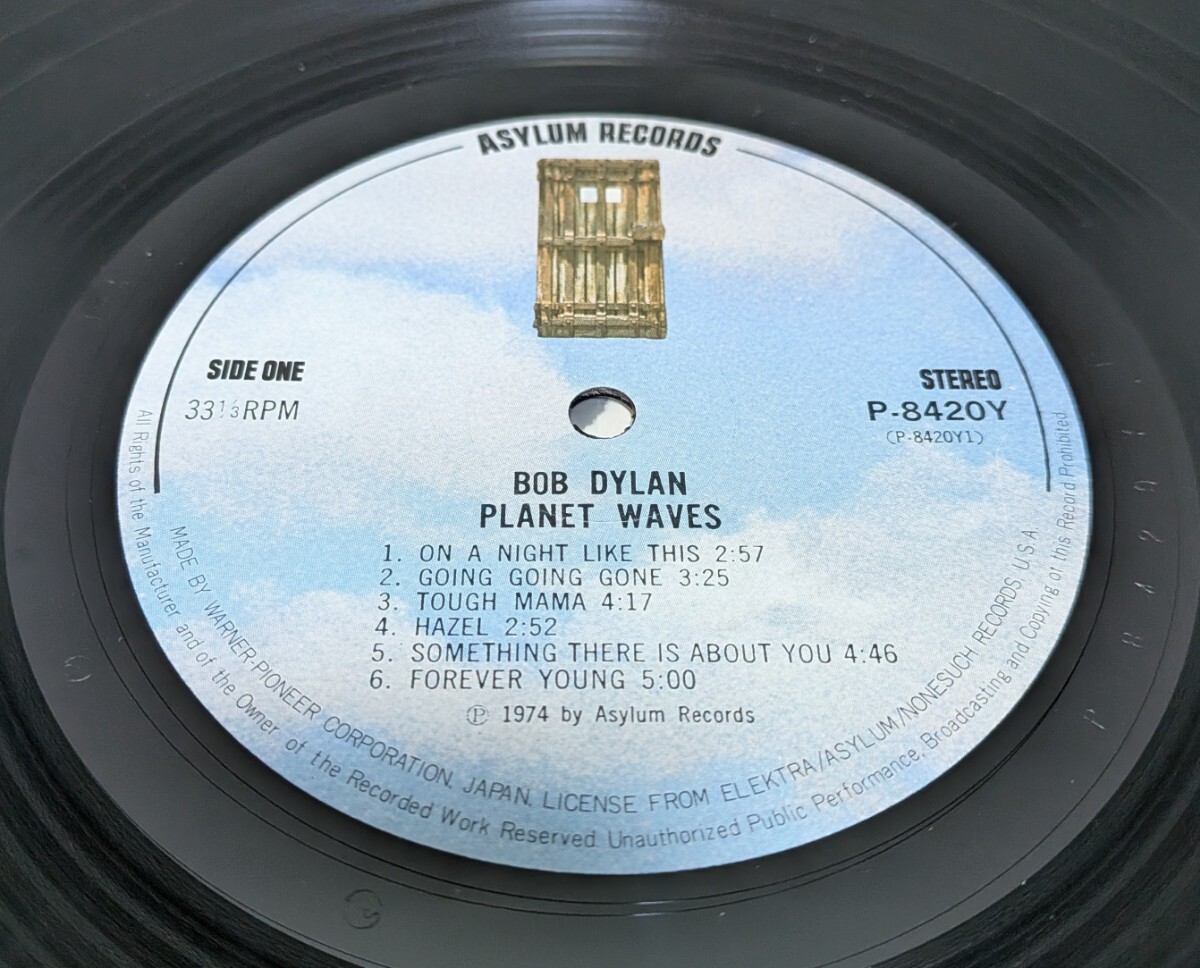 ASYLUM RECORDS
SIDE ONE
33 1/3 RPM
STEREO
P-8420Y
(P-8420Y1)
BOB DYLAN
PLANET WAVES
1. ON A NIGHT LIKE THIS 2:57
2. GOING GOING GONE 3:25
3. TOUGH MAMA 4:17
4. HAZEL 2:52
5. SOMETHING THERE IS ABOUT YOU 4:46
6. FOREVER YOUNG 5:00
Ⓟ 1974 by Asylum Records
MADE BY WARNER-PIONEER CORPORATION, JAPAN. LICENSE FROM ELEKTRA/ASYLUM/NONESUCH RECORDS, U.S.A.
All Rights of the Manufacturer and of the Owner of the Recorded Work Reserved. Unauthorized Public Performance, Broadcasting and Copying of this Record Prohibited